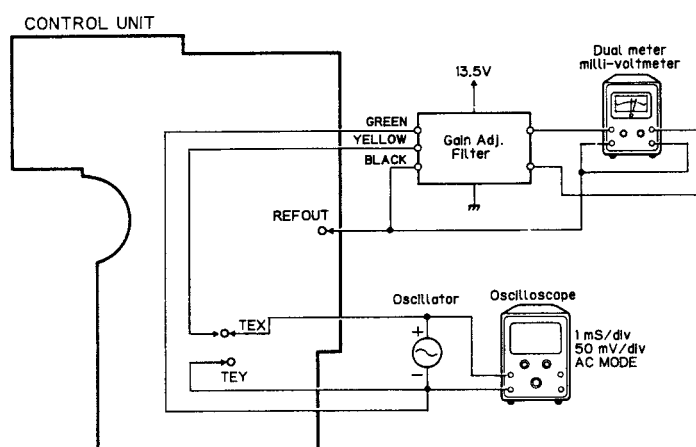 CONTROL UNIT
Dual meter
milli-voltmeter
13.5V
GREEN
YELLOW
BLACK
Gain Adj.
Filter
REFOUT
Oscillator
Oscilloscope
TEX
+
1 mS/div
50 mV/div
AC MODE
TEY
-